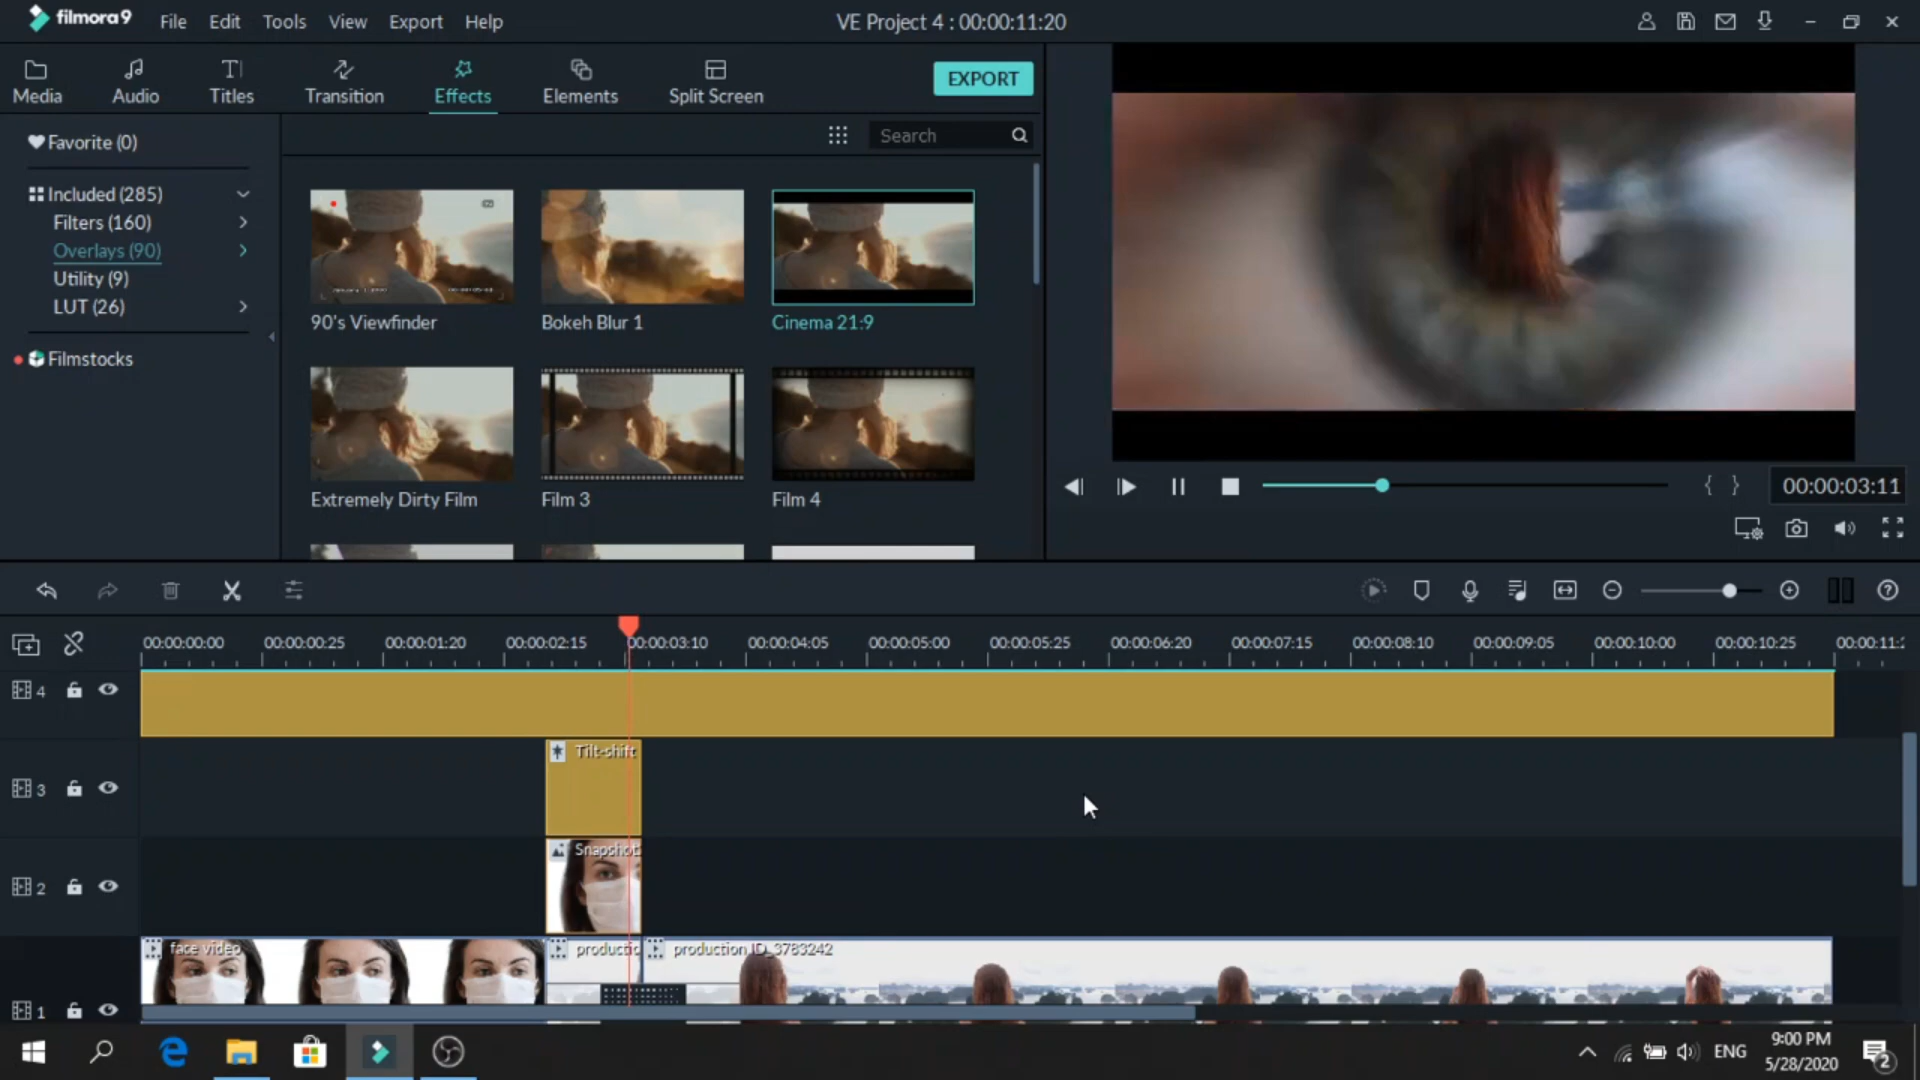 filmora9 File Edit Tools View Export Help VE Project 4 : 00:00:11:20
Media Audio Titles Transition Effects Elements Split Screen EXPORT
Favorite (0)
Search
Included (285)
Filters (160)
Overlays (90)
Utility (9)
LUT (26)
Filmstocks
90's Viewfinder Bokeh Blur 1 Cinema 21:9
Extremely Dirty Film Film 3 Film 4
{ } 00:00:03:11
00:00:00:00 00:00:00:25 00:00:01:20 00:00:02:15 00:00:03:10 00:00:04:05 00:00:05:00 00:00:05:25 00:00:06:20 00:00:07:15 00:00:08:10 00:00:09:05 00:00:10:00 00:00:10:25 00:00:11:
4
Tilt-shift
3
Snapshot
2
face video productio production ID_3783242
1
ENG 9:00 PM
5/28/2020
2